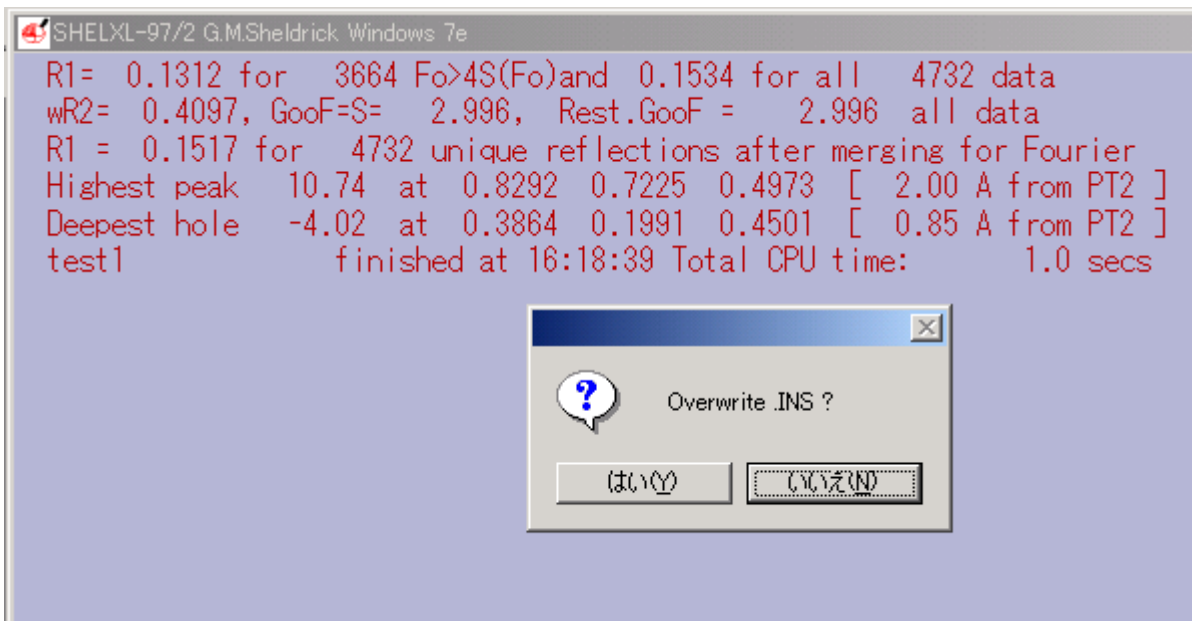 SHELXL-97/2 G.M.Sheldrick Windows 7e
R1= 0.1312 for 3664 Fo>4S(Fo)and 0.1534 for all 4732 data
wR2= 0.4097, GooF=S= 2.996, Rest.GooF = 2.996 all data
R1 = 0.1517 for 4732 unique reflections after merging for Fourier
Highest peak 10.74 at 0.8292 0.7225 0.4973 [ 2.00 A from PT2 ]
Deepest hole -4.02 at 0.3864 0.1991 0.4501 [ 0.85 A from PT2 ]
test1 finished at 16:18:39 Total CPU time: 1.0 secs
Overwrite .INS ?
はい(Y) いいえ(N)